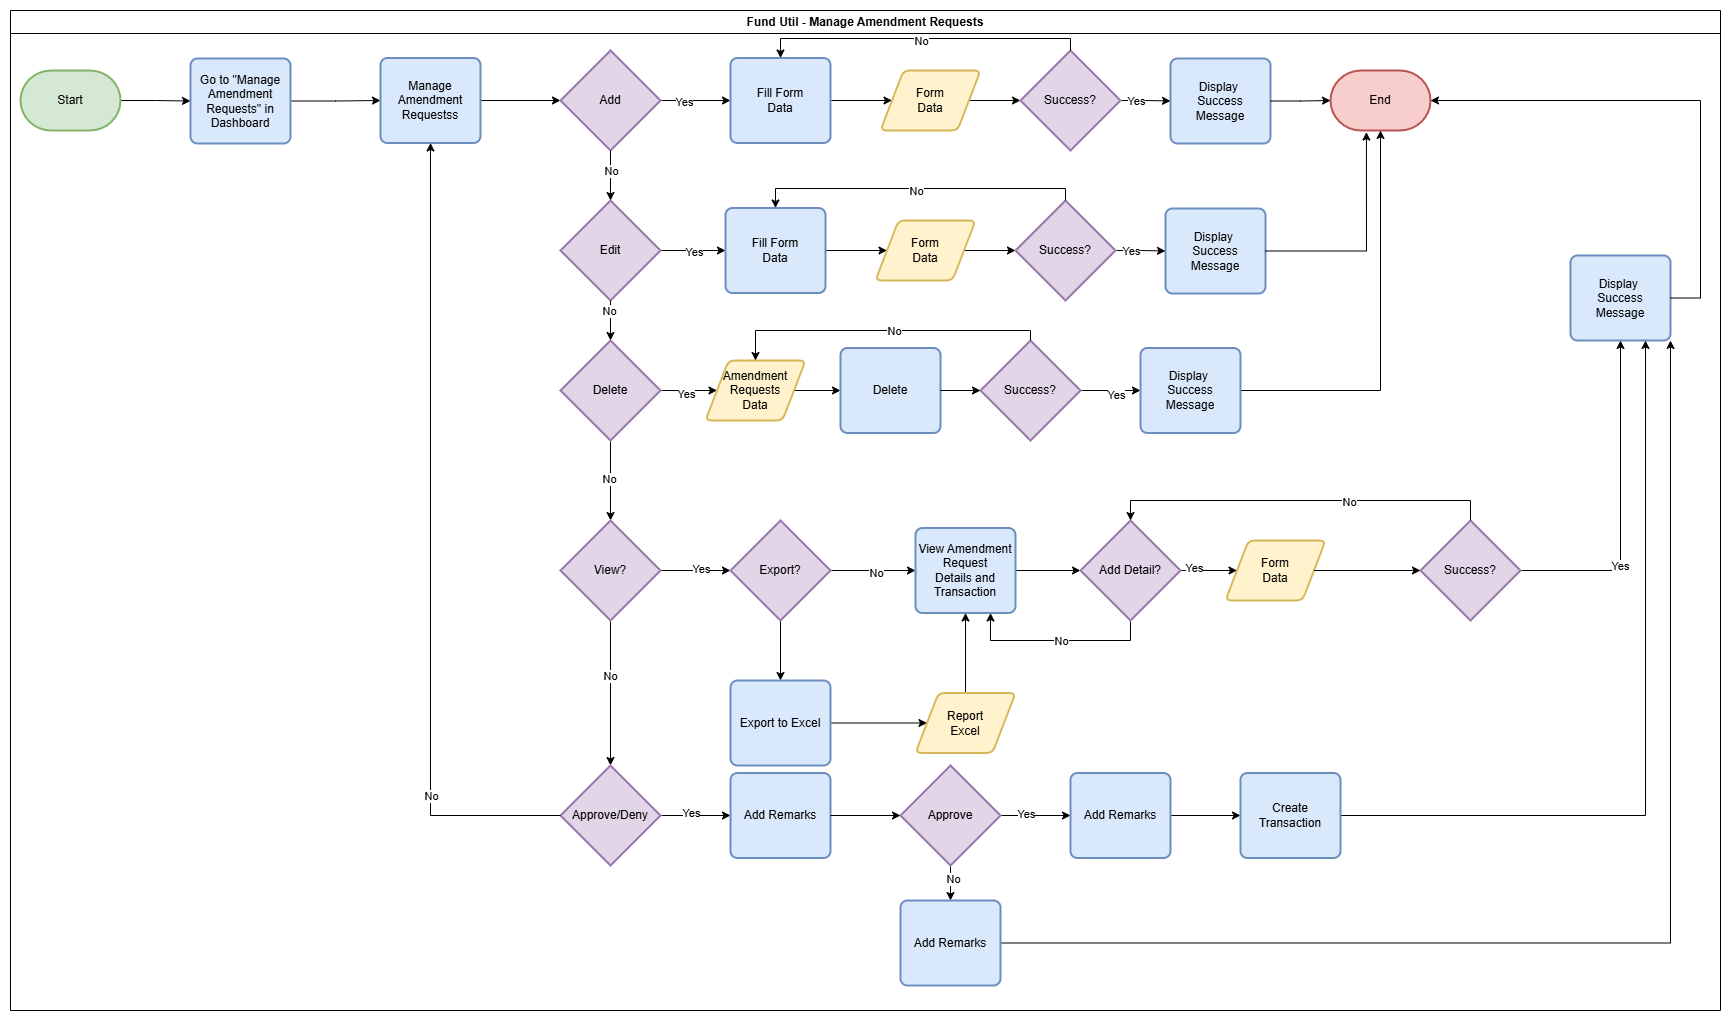 Fund Util - Manage Amendment Requests
No
Start
Go to "Manage
Amendment
Requests" in
Dashboard
Manage
Amendment
Requestss
Add
Yes
Fill Form
Data
Form
Data
Success?
Yes
Display
Success
Message
End
No
No
Edit
Yes
Fill Form
Data
Form
Data
Success?
Yes
Display
Success
Message
Display
Success
Message
No
No
Delete
Yes
Amendment
Requests
Data
Delete
Success?
Yes
Display
Success
Message
No
No
View?
Yes
Export?
No
View Amendment
Request
Details and
Transaction
Add Detail?
Yes
Form
Data
Success?
Yes
No
No
Export to Excel
Report
Excel
No
Approve/Deny
Yes
Add Remarks
Approve
Yes
Add Remarks
Create
Transaction
No
Add Remarks